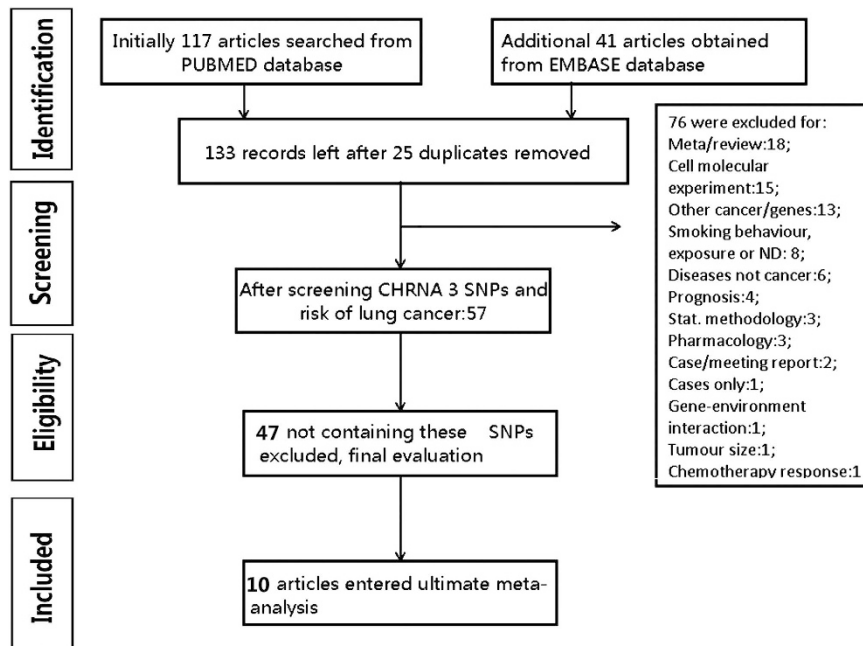 Identification
Initially 117 articles searched from
PUBMED database
Additional 41 articles obtained
from EMBASE database
133 records left after 25 duplicates removed
Screening
76 were excluded for:
Meta/review:18;
Cell molecular
experiment:15;
Other cancer/genes:13;
Smoking behaviour,
exposure or ND: 8;
Diseases not cancer:6;
Prognosis:4;
Stat. methodology:3;
Pharmacology:3;
Case/meeting report:2;
Cases only:1;
Gene-environment
interaction:1;
Tumour size:1;
Chemotherapy response:1
After screening CHRNA 3 SNPs and
risk of lung cancer:57
Eligibility
47 not containing these SNPs
excluded, final evaluation
Included
10 articles entered ultimate meta-
analysis